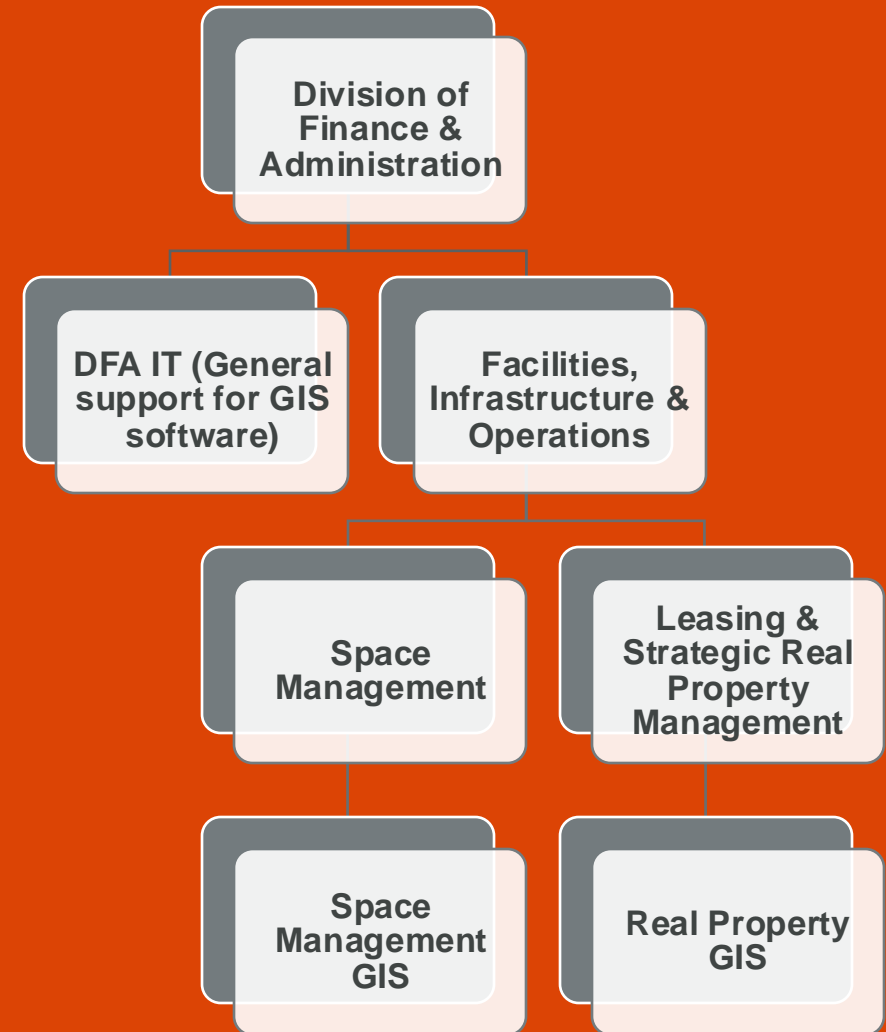 Division of
Finance &
Administration
DFA IT (General
support for GIS
software)
Facilities,
Infrastructure &
Operations
Space
Management
Leasing &
Strategic Real
Property
Management
Space
Management
GIS
Real Property
GIS